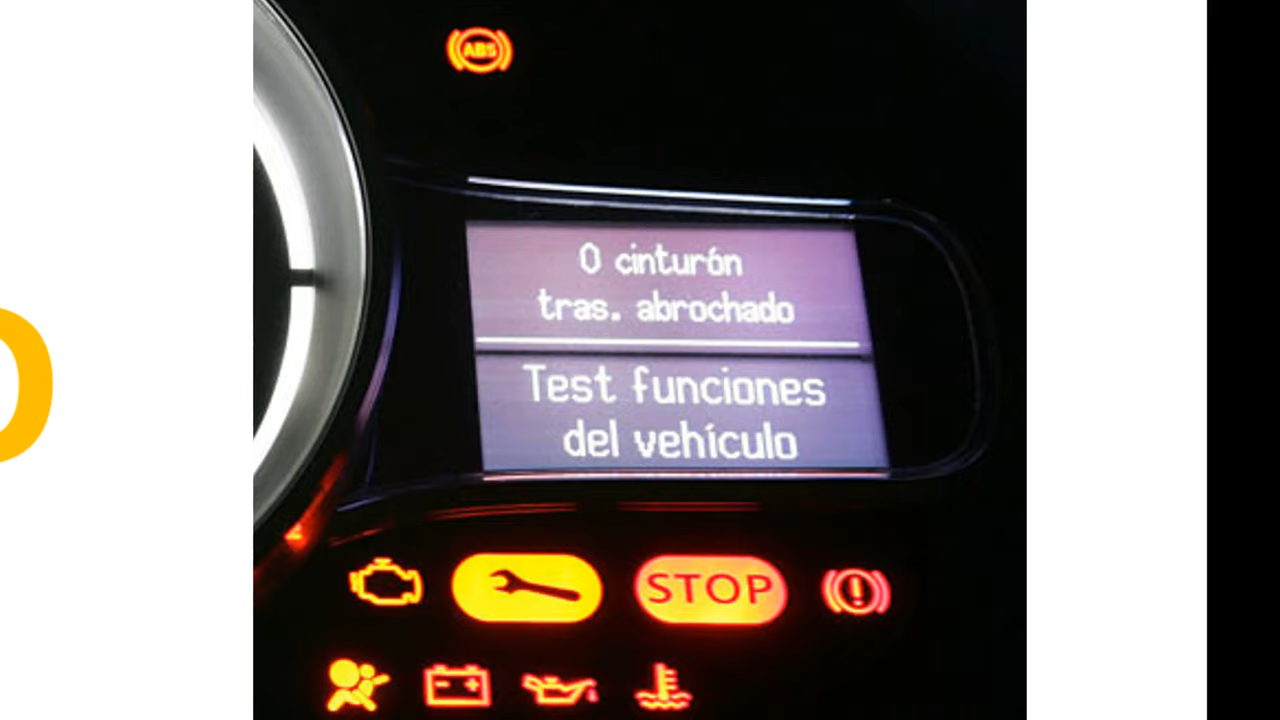 ABS
0 cinturón
tras. abrochado
Test funciones
del vehículo
STOP